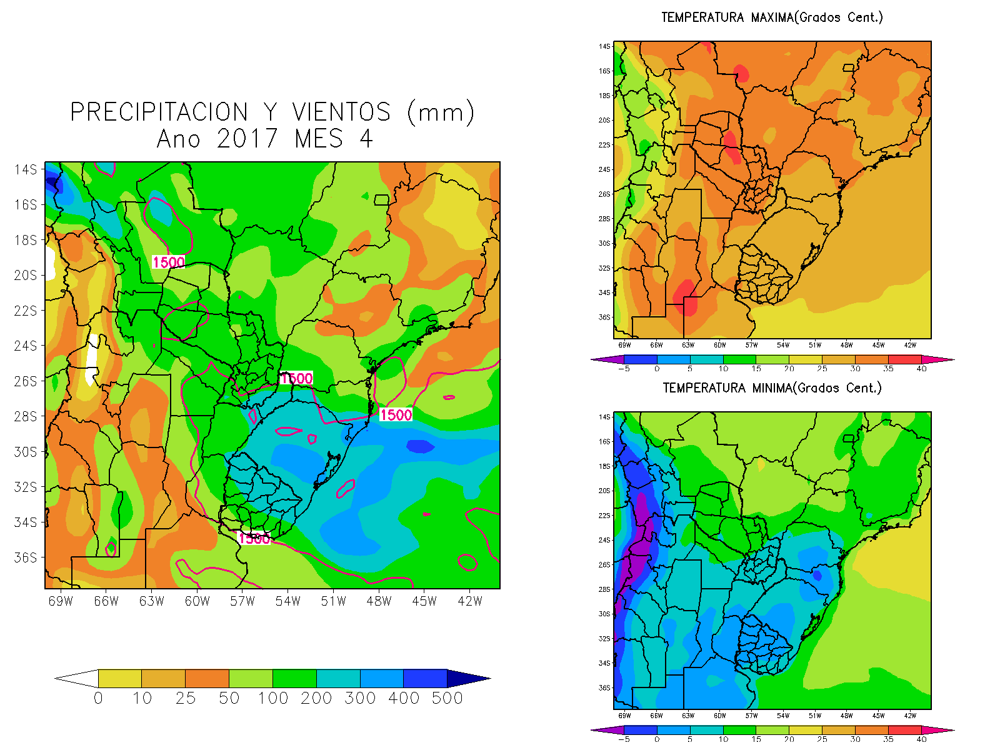 PRECIPITACION Y VIENTOS (mm)
Ano 2017 MES 4
14S
16S
18S
20S
22S
24S
26S
28S
30S
32S
34S
36S
1500
1500
1500
1500
69W 66W 63W 60W 57W 54W 51W 48W 45W 42W
0 10 25 50 100 200 300 400 500
TEMPERATURA MAXIMA(Grados Cent.)
14S
16S
18S
20S
22S
24S
26S
28S
30S
32S
34S
36S
69W 66W 63W 60W 57W 54W 51W 48W 45W 42W
-5 0 5 10 15 20 25 30 35 40
TEMPERATURA MINIMA(Grados Cent.)
14S
16S
18S
20S
22S
24S
26S
28S
30S
32S
34S
36S
69W 66W 63W 60W 57W 54W 51W 48W 45W 42W
-5 0 5 10 15 20 25 30 35 40